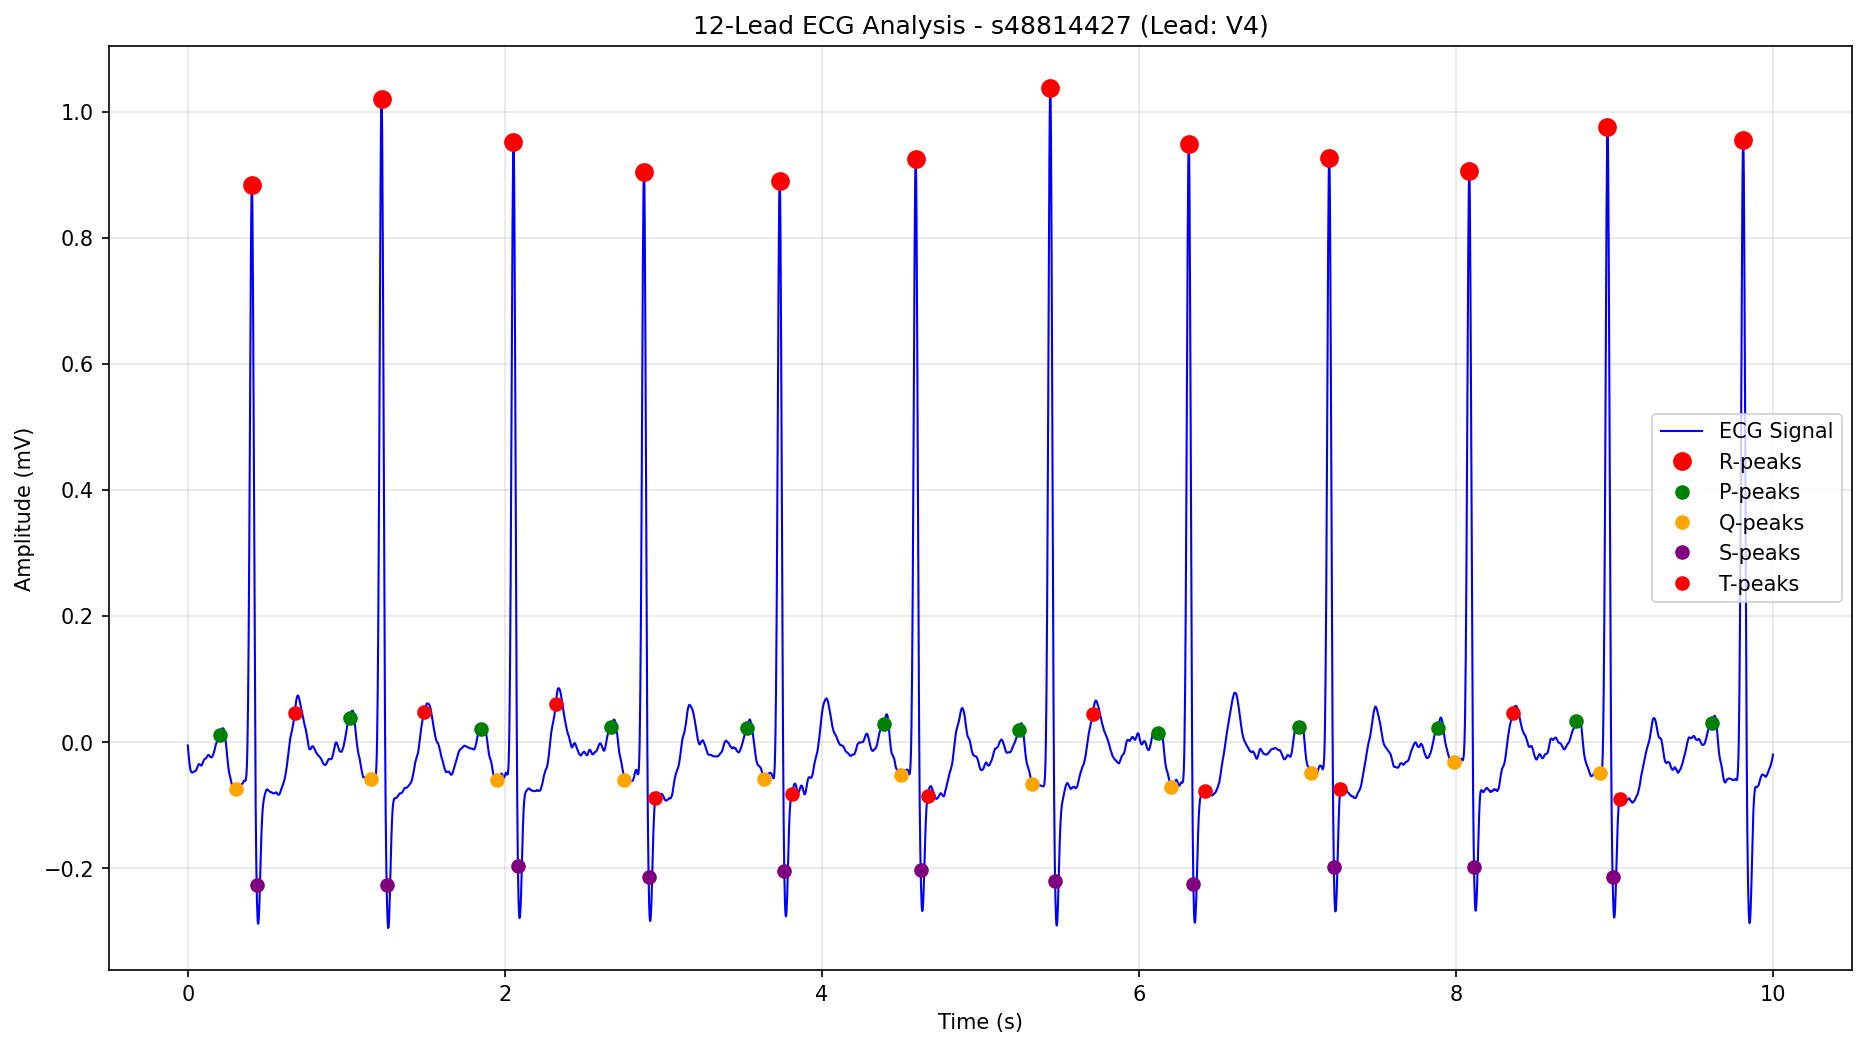 12-Lead ECG Analysis - s48814427 (Lead: V4)
Amplitude (mV)
1.0
0.8
0.6
0.4
0.2
0.0
−0.2
ECG Signal
R-peaks
P-peaks
Q-peaks
S-peaks
T-peaks
0 2 4 6 8 10
Time (s)